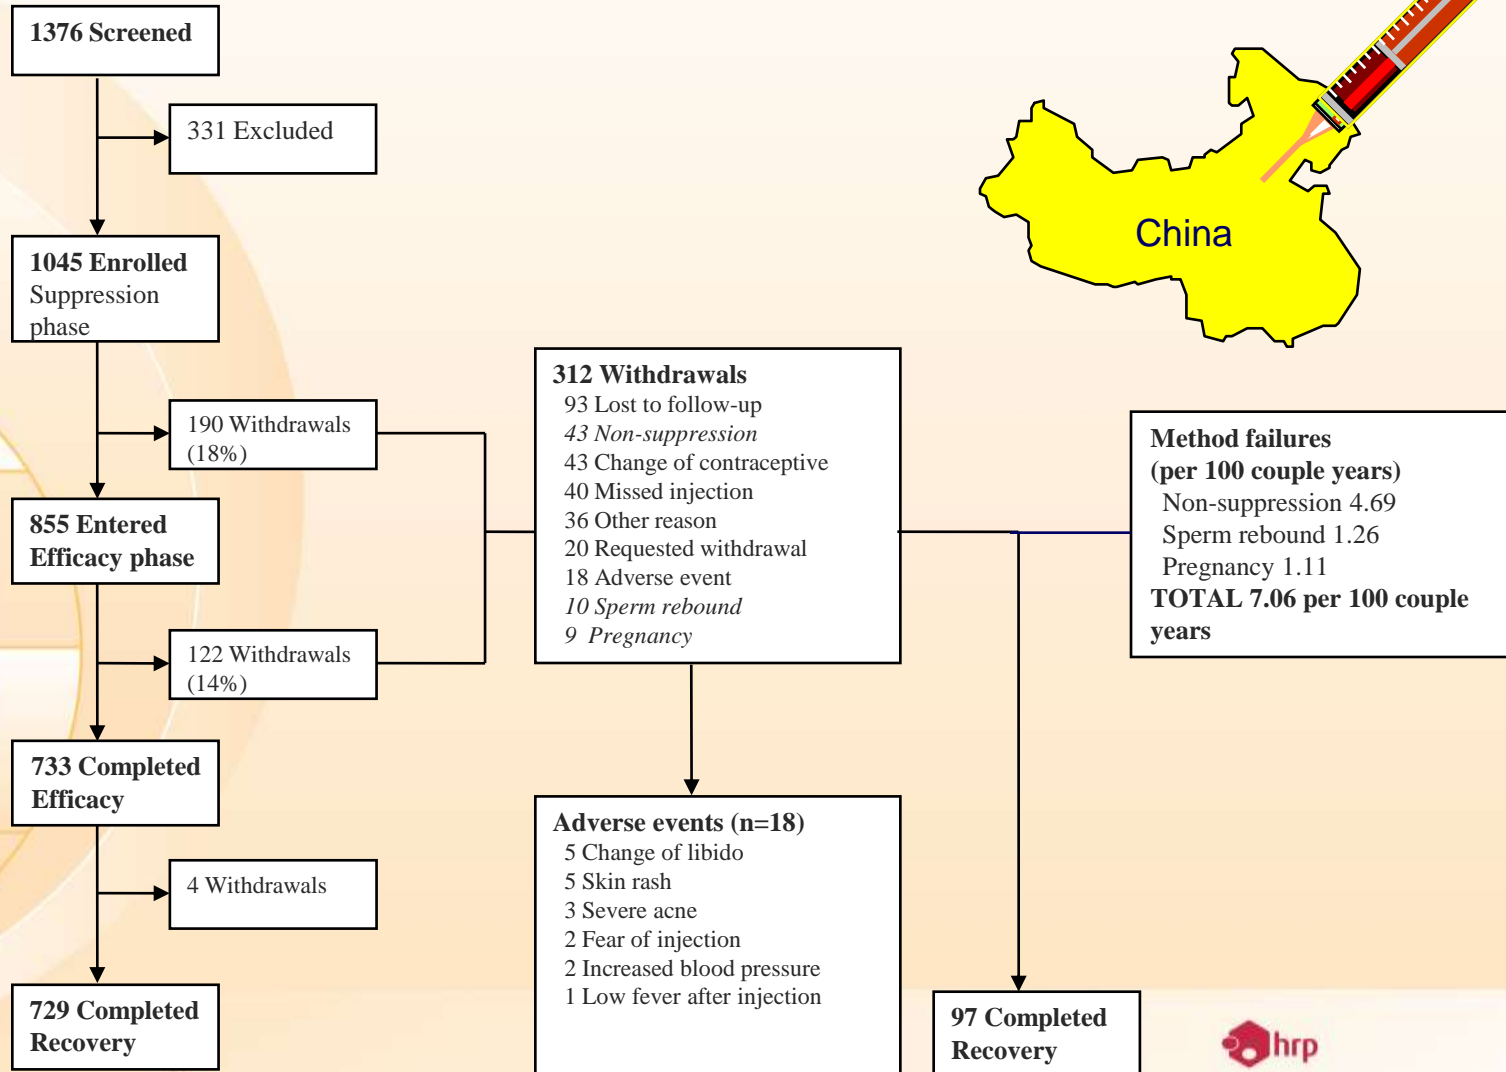 1376 Screened
331 Excluded
1045 Enrolled
Suppression
phase
190 Withdrawals
(18%)
855 Entered
Efficacy phase
122 Withdrawals
(14%)
733 Completed
Efficacy
4 Withdrawals
729 Completed
Recovery
312 Withdrawals
93 Lost to follow-up
43 Non-suppression
43 Change of contraceptive
40 Missed injection
36 Other reason
20 Requested withdrawal
18 Adverse event
10 Sperm rebound
9 Pregnancy
Adverse events (n=18)
5 Change of libido
5 Skin rash
3 Severe acne
2 Fear of injection
2 Increased blood pressure
1 Low fever after injection
China
Method failures
(per 100 couple years)
Non-suppression 4.69
Sperm rebound 1.26
Pregnancy 1.11
TOTAL 7.06 per 100 couple
years
97 Completed
Recovery
hrp